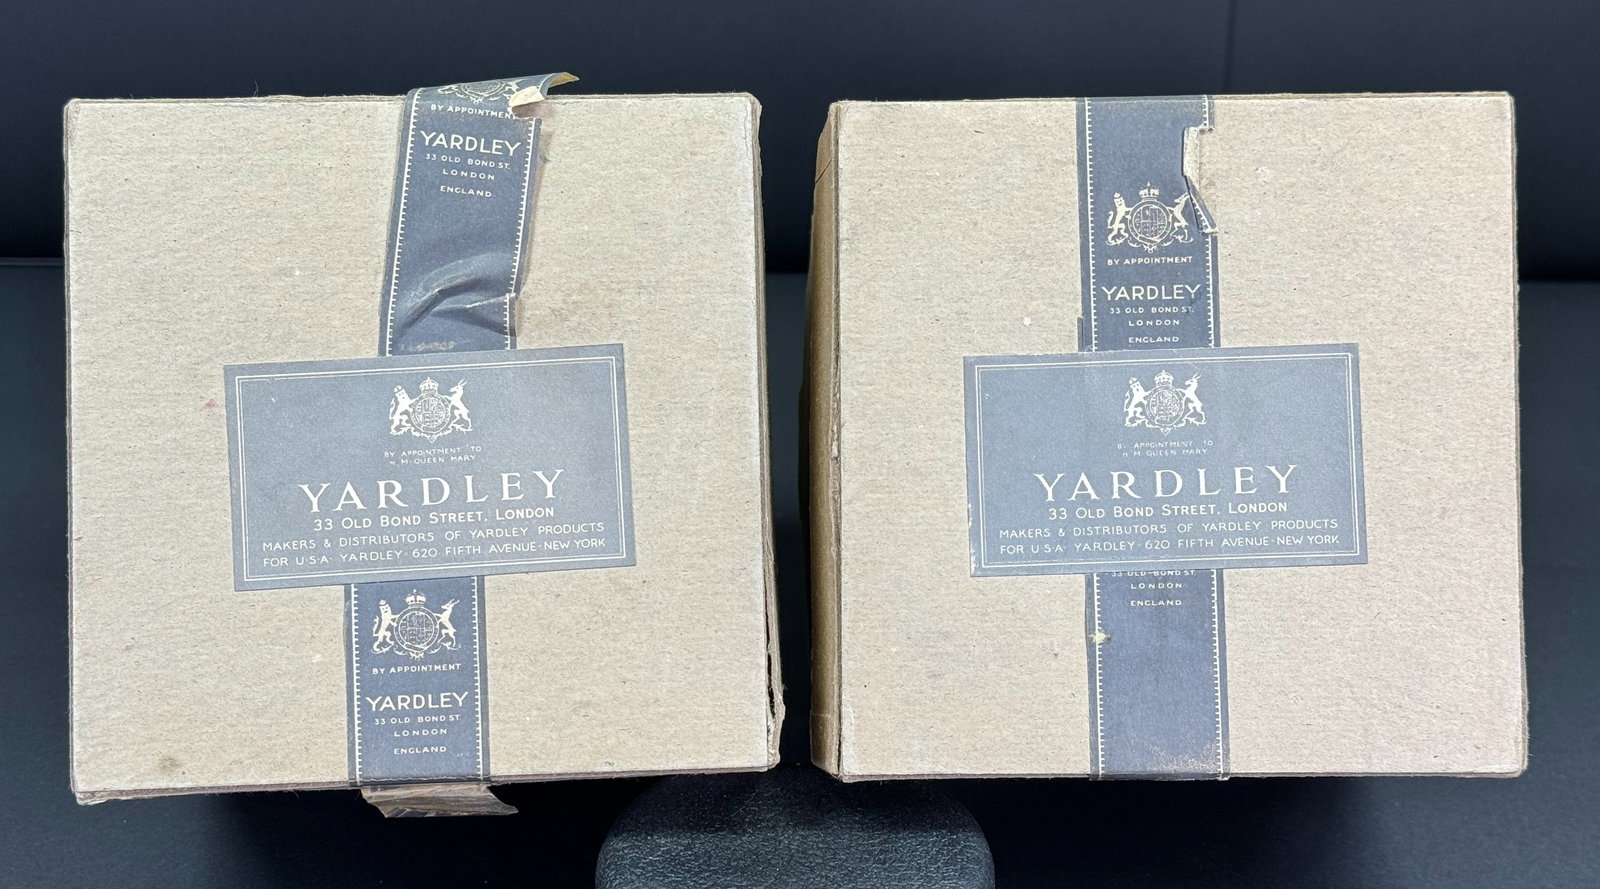 BY APPOINTMENT
YARDLEY
33 OLD BOND ST.
LONDON
ENGLAND
BY APPOINTMENT TO
H M QUEEN MARY
YARDLEY
33 OLD BOND STREET, LONDON
MAKERS & DISTRIBUTORS OF YARDLEY PRODUCTS
FOR U·S·A· YARDLEY·620 FIFTH AVENUE·NEW YORK
BY APPOINTMENT
YARDLEY
33 OLD BOND ST.
LONDON
ENGLAND
BY APPOINTMENT
YARDLEY
33 OLD BOND ST.
LONDON
ENGLAND
BY APPOINTMENT TO
H M QUEEN MARY
YARDLEY
33 OLD BOND STREET, LONDON
MAKERS & DISTRIBUTORS OF YARDLEY PRODUCTS
FOR U·S·A· YARDLEY·620 FIFTH AVENUE·NEW YORK
33 OLD BOND ST.
LONDON
ENGLAND